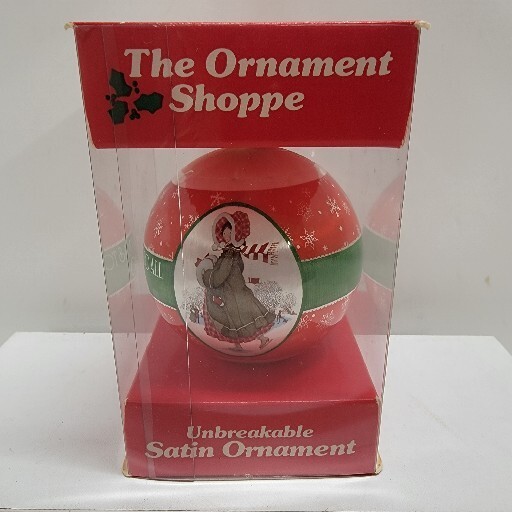 The Ornament
Shoppe
Unbreakable
Satin Ornament